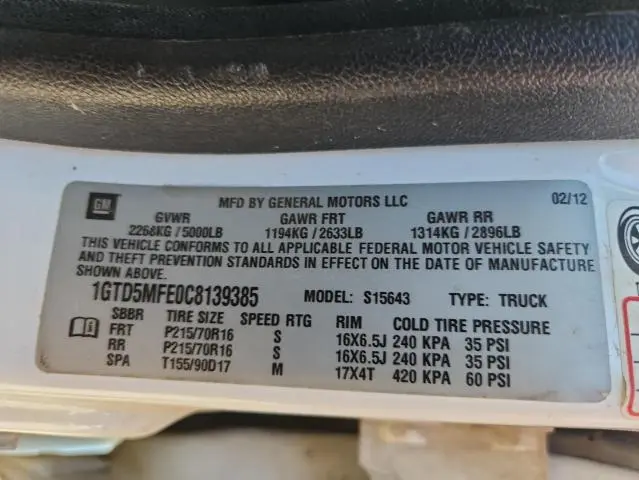 GM
MFD BY GENERAL MOTORS LLC 02/12
GVWR GAWR FRT GAWR RR
2268KG / 5000LB 1194KG / 2633LB 1314KG / 2896LB
THIS VEHICLE CONFORMS TO ALL APPLICABLE FEDERAL MOTOR VEHICLE SAFETY
AND THEFT PREVENTION STANDARDS IN EFFECT ON THE DATE OF MANUFACTURE
SHOWN ABOVE.
1GTD5MFE0C8139385 MODEL: S15643 TYPE: TRUCK
SBBR TIRE SIZE SPEED RTG RIM COLD TIRE PRESSURE
FRT P215/70R16 S 16X6.5J 240 KPA 35 PSI
RR P215/70R16 S 16X6.5J 240 KPA 35 PSI
SPA T155/90D17 M 17X4T 420 KPA 60 PSI